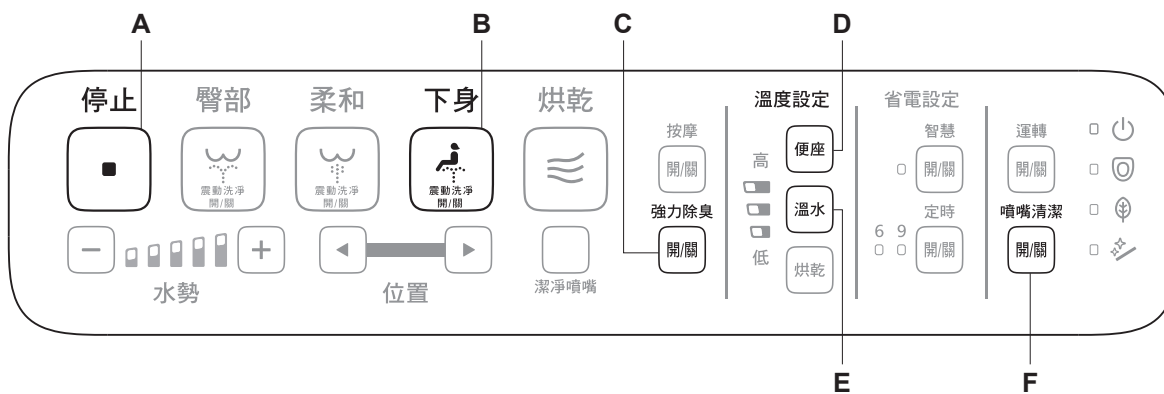 A B C D
停止 臀部 柔和 下身 烘乾
震動洗淨 開/關
震動洗淨 開/關
震動洗淨 開/關
水勢 位置 潔凈噴嘴
按摩
開/關
強力除臭
開/關
溫度設定
高
低
便座
溫水
烘乾
省電設定
智慧
開/關
定時
6 9
開/關
運轉
開/關
噴嘴清潔
開/關
E F